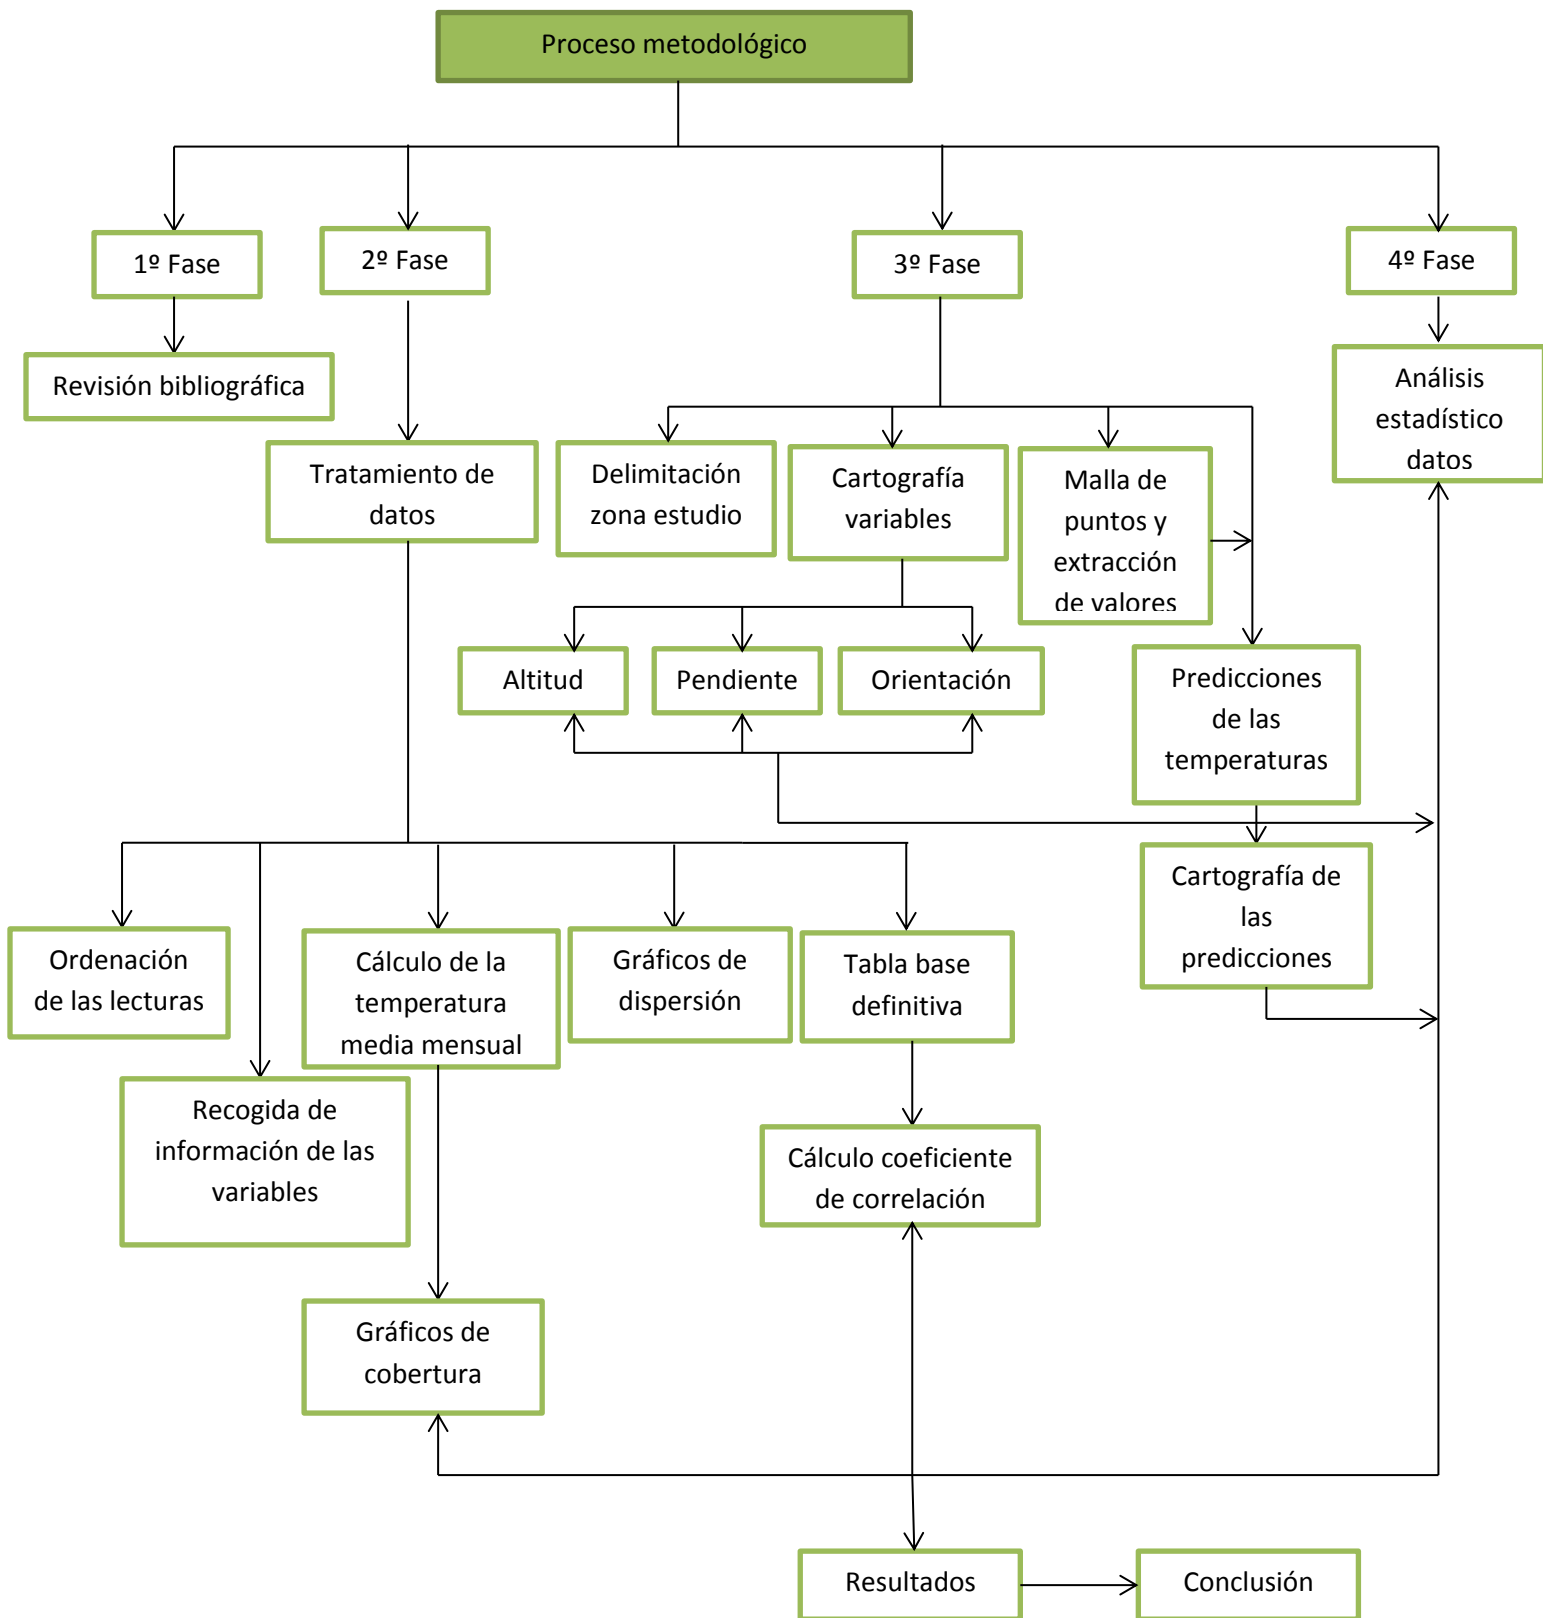 Proceso metodológico
1º Fase
2º Fase
3º Fase
4º Fase
Revisión bibliográfica
Análisis
estadístico
datos
Tratamiento de
datos
Delimitación
zona estudio
Cartografía
variables
Malla de
puntos y
extracción
de valores
Altitud
Pendiente
Orientación
Predicciones
de las
temperaturas
Cartografía de
las
predicciones
Ordenación
de las lecturas
Cálculo de la
temperatura
media mensual
Gráficos de
dispersión
Tabla base
definitiva
Recogida de
información de las
variables
Cálculo coeficiente
de correlación
Gráficos de
cobertura
Resultados
Conclusión